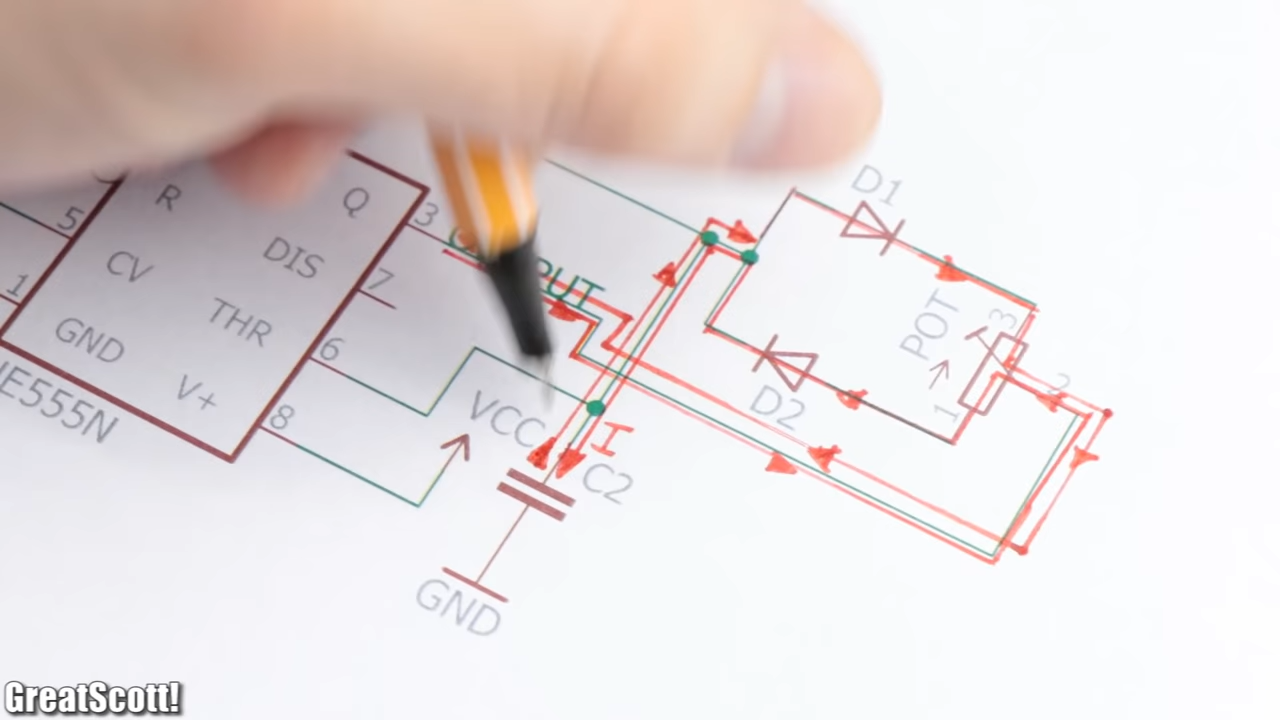 R
Q
3
5
CV
DIS
7
1
THR
6
GND
V+
8
E555N
VCC
I
C2
GND
D1
POT
3
2
1
D2
GreatScott!